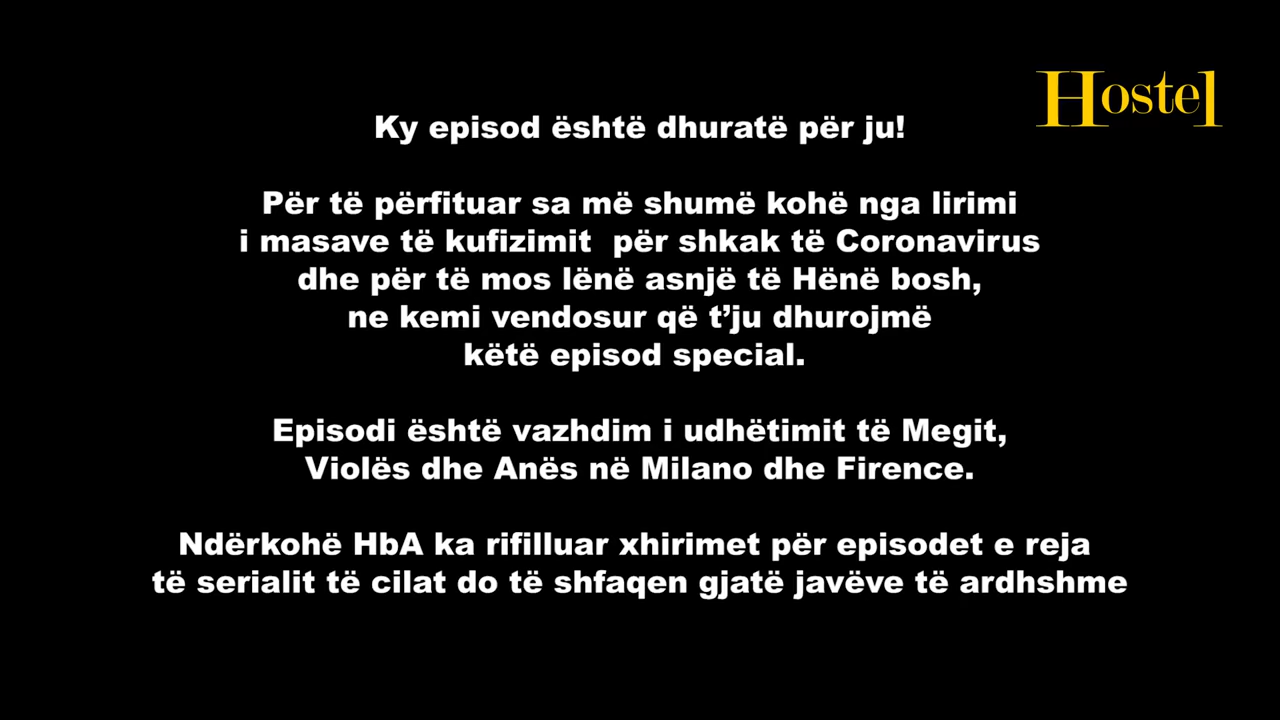 Hostel
Ky episod është dhuratë për ju!
Për të përfituar sa më shumë kohë nga lirimi
i masave të kufizimit  për shkak të Coronavirus
dhe për të mos lënë asnjë të Hënë bosh,
ne kemi vendosur që t’ju dhurojmë
këtë episod special.
Episodi është vazhdim i udhëtimit të Megit,
Violës dhe Anës në Milano dhe Firence.
Ndërkohë HbA ka rifilluar xhirimet për episodet e reja
të serialit të cilat do të shfaqen gjatë javëve të ardhshme